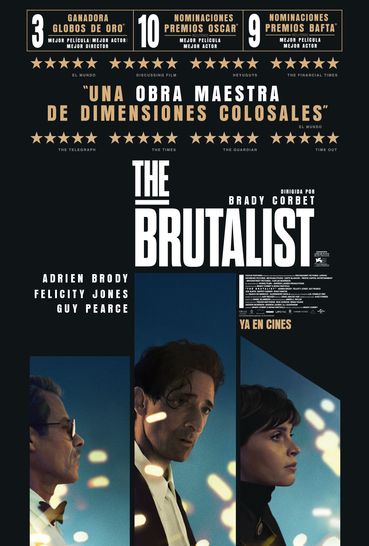 3 GANADORA
GLOBOS DE ORO
MEJOR PELÍCULA MEJOR ACTOR
MEJOR DIRECTOR
10 NOMINACIONES
PREMIOS OSCAR
MEJOR PELÍCULA
MEJOR ACTOR
9 NOMINACIONES
PREMIOS BAFTA
MEJOR PELÍCULA
MEJOR ACTOR
EL MUNDO
DISCUSSING FILM
HEYUGUYS
THE FINANCIAL TIMES
"UNA OBRA MAESTRA
DE DIMENSIONES COLOSALES"
EL MUNDO
THE TELEGRAPH
THE TIMES
THE GUARDIAN
TIME OUT
THE
BRUTALIST
DIRIGIDA POR
BRADY CORBET
ADRIEN BRODY
FELICITY JONES
GUY PEARCE
YA EN CINES